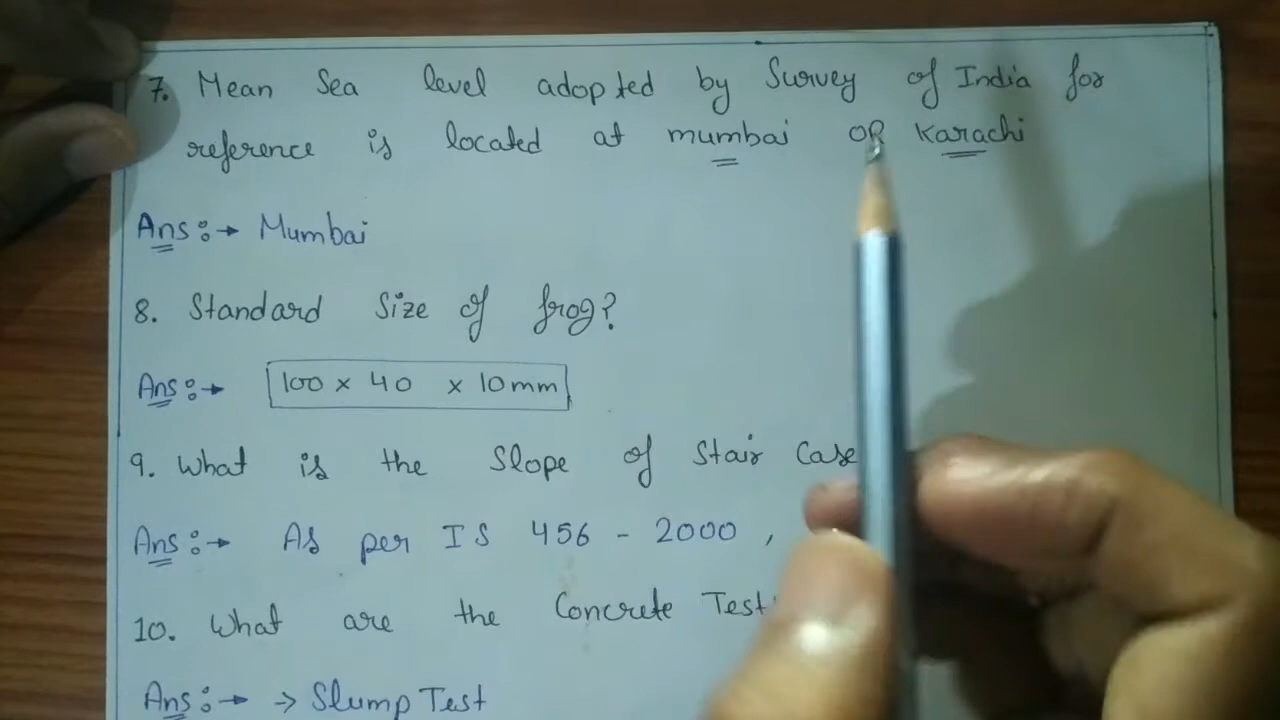 7. Mean Sea level adopted by Survey of India for
reference is located at mumbai OR Karachi
Ans:→ Mumbai
8. Standard Size of frog?
Ans:→ 100 x 40 x 10mm
9. What is the Slope of Stair Case
Ans:→ As per IS 456 - 2000,
10. What are the Concrete Test
Ans:→ → Slump Test